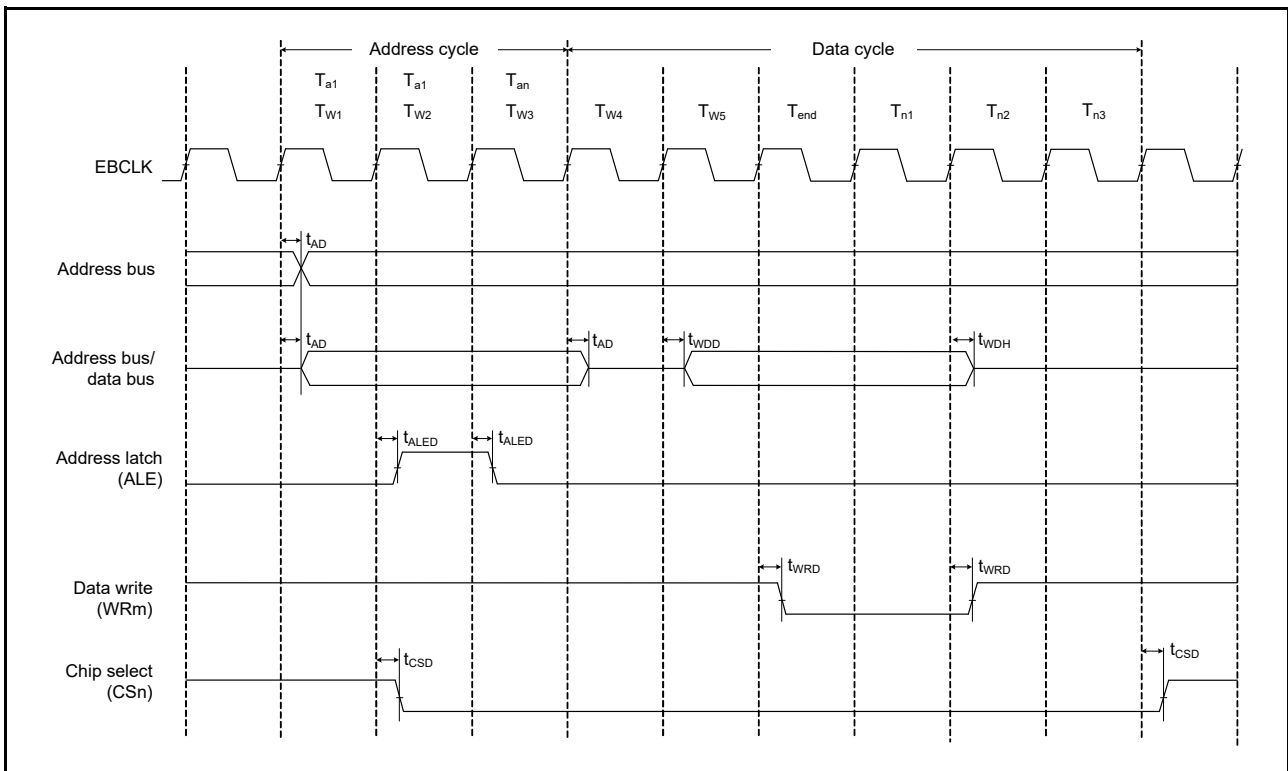 Address cycle Data cycle
Ta1 Ta1 Tan
TW1 TW2 TW3 TW4 TW5 Tend Tn1 Tn2 Tn3
EBCLK
tAD
Address bus
tAD tAD tWDD tWDH
Address bus/
data bus
tALED tALED
Address latch
(ALE)
tWRD tWRD
Data write
(WRm)
tCSD tCSD
Chip select
(CSn)